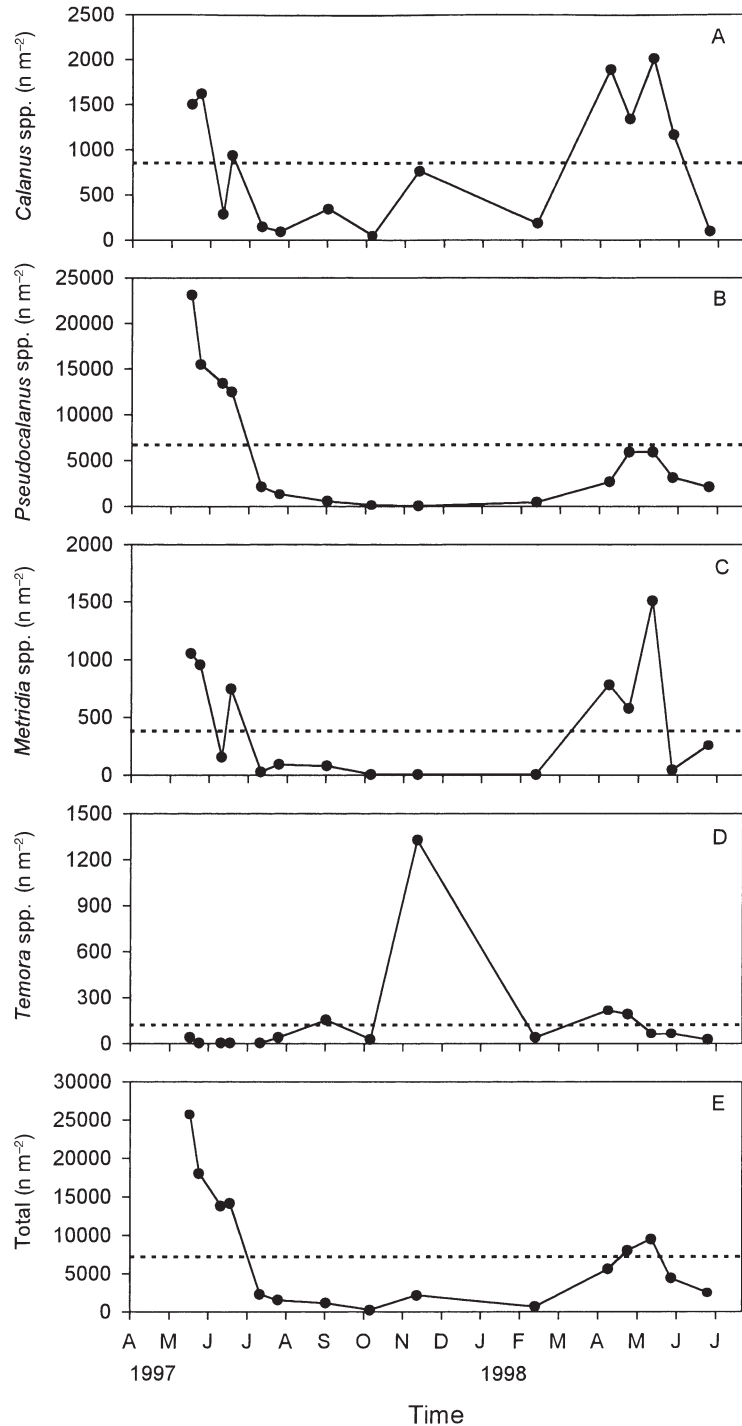 2500
2000
1500
1000
500
0
Calanus spp. (n m⁻²)
A
25000
20000
15000
10000
5000
0
Pseudocalanus spp. (n m⁻²)
B
2000
1500
1000
500
0
Metridia spp. (n m⁻²)
C
1500
1200
900
600
300
0
Temora spp. (n m⁻²)
D
30000
25000
20000
15000
10000
5000
0
Total (n m⁻²)
E
A M J J A S O N D J F M A M J J
1997 1998
Time